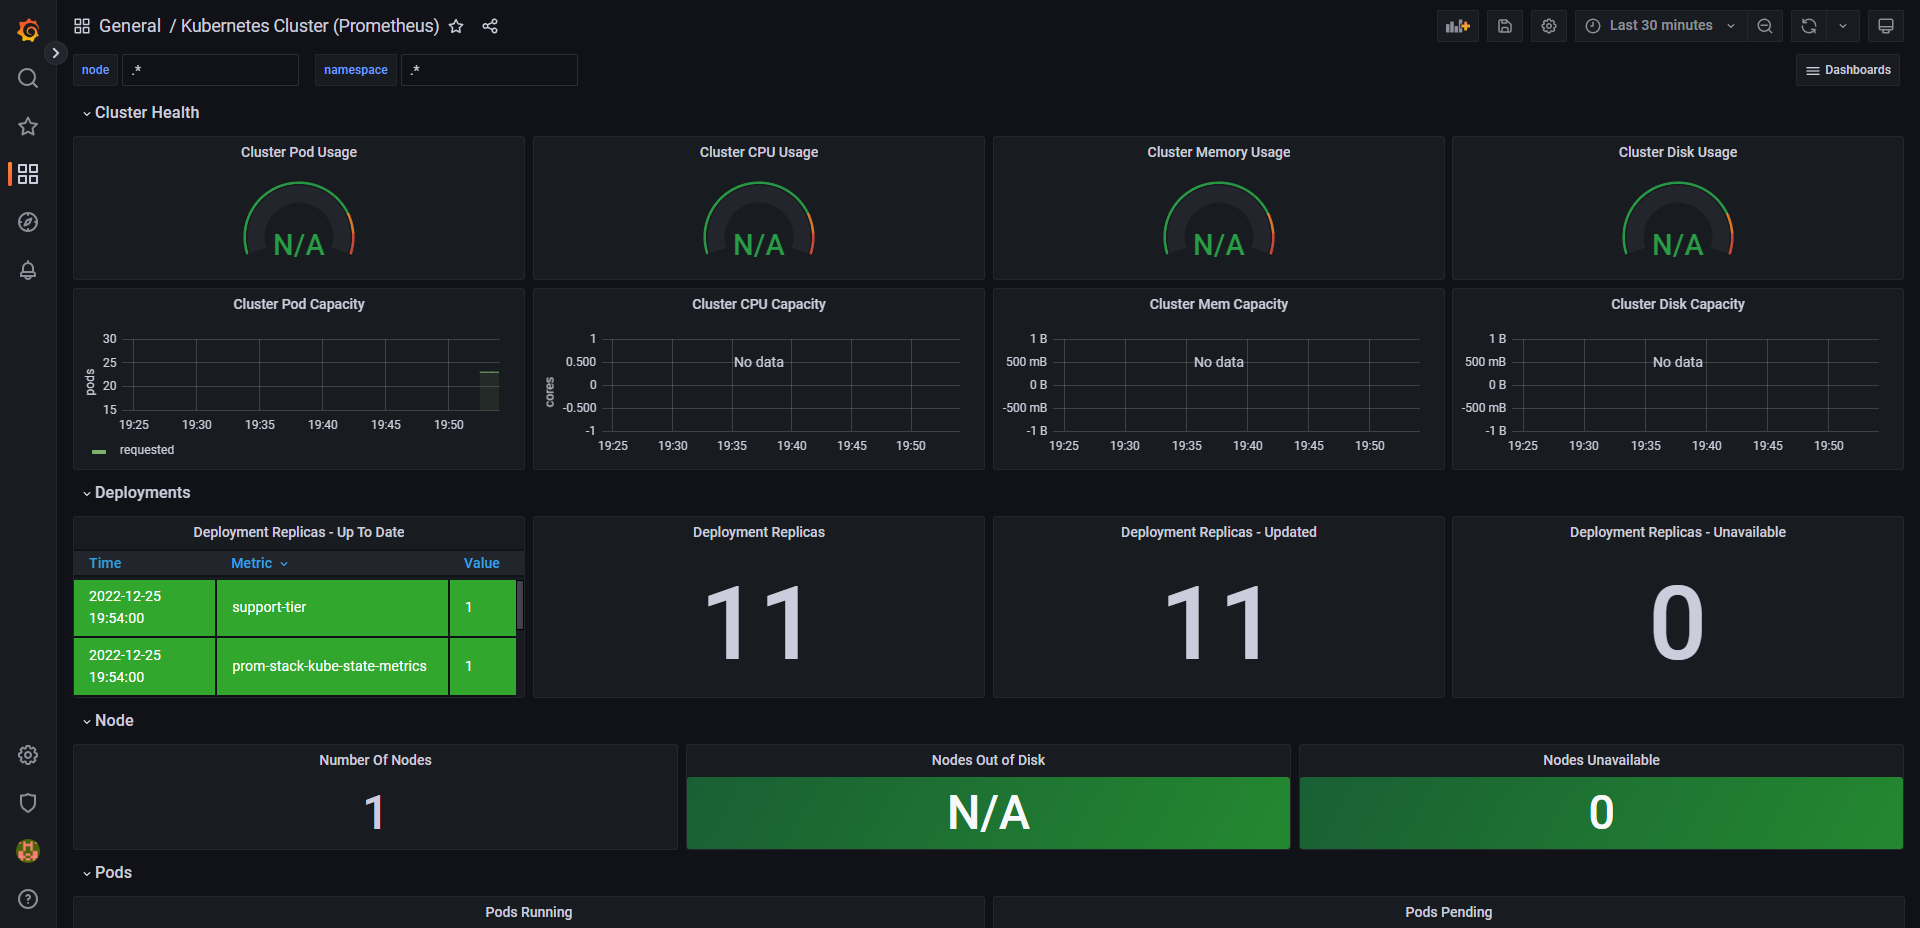 General / Kubernetes Cluster (Prometheus)
Last 30 minutes
node .* namespace .*
Dashboards
Cluster Health
Cluster Pod Usage
N/A
Cluster CPU Usage
N/A
Cluster Memory Usage
N/A
Cluster Disk Usage
N/A
Cluster Pod Capacity
pods
30
25
20
15
19:25 19:30 19:35 19:40 19:45 19:50
requested
Cluster CPU Capacity
cores
1
0.500
0
-0.500
-1
No data
19:25 19:30 19:35 19:40 19:45 19:50
Cluster Mem Capacity
1 B
500 mB
0 B
-500 mB
-1 B
No data
19:25 19:30 19:35 19:40 19:45 19:50
Cluster Disk Capacity
1 B
500 mB
0 B
-500 mB
-1 B
No data
19:25 19:30 19:35 19:40 19:45 19:50
Deployments
Deployment Replicas - Up To Date
Time Metric Value
2022-12-25
19:54:00
support-tier
1
2022-12-25
19:54:00
prom-stack-kube-state-metrics
1
Deployment Replicas
11
Deployment Replicas - Updated
11
Deployment Replicas - Unavailable
0
Node
Number Of Nodes
1
Nodes Out of Disk
N/A
Nodes Unavailable
0
Pods
Pods Running
Pods Pending